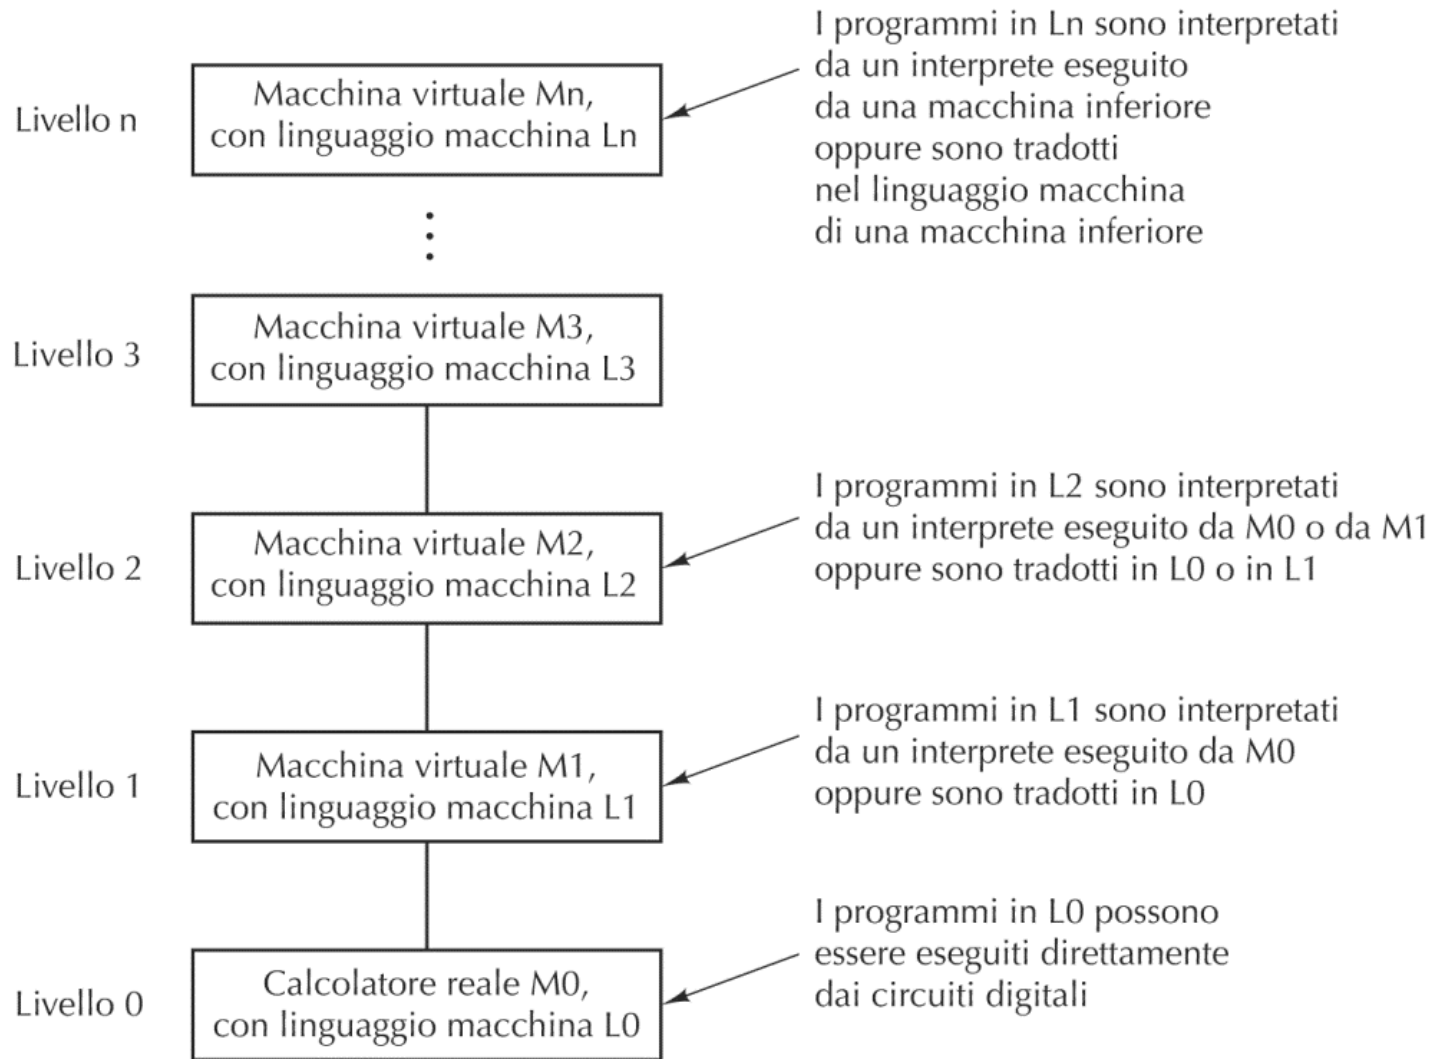 I programmi in Ln sono interpretati
da un interprete eseguito
da una macchina inferiore
oppure sono tradotti
nel linguaggio macchina
di una macchina inferiore
Livello n
Macchina virtuale Mn,
con linguaggio macchina Ln
Livello 3
Macchina virtuale M3,
con linguaggio macchina L3
I programmi in L2 sono interpretati
da un interprete eseguito da M0 o da M1
oppure sono tradotti in L0 o in L1
Livello 2
Macchina virtuale M2,
con linguaggio macchina L2
I programmi in L1 sono interpretati
da un interprete eseguito da M0
oppure sono tradotti in L0
Livello 1
Macchina virtuale M1,
con linguaggio macchina L1
I programmi in L0 possono
essere eseguiti direttamente
dai circuiti digitali
Livello 0
Calcolatore reale M0,
con linguaggio macchina L0